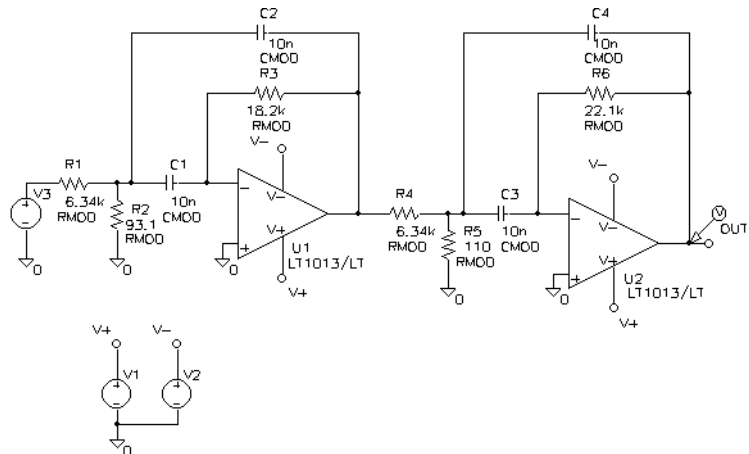 C2
10n
CMOD
R3
18.2k
RMOD
V-
R1
6.34k
RMOD
C1
10n
CMOD
V3
R2
93.1
RMOD
-
V-
V+
+
U1
LT1013/LT
V+
0
0
0
C4
10n
CMOD
R6
22.1k
RMOD
V-
R4
6.34k
RMOD
C3
10n
CMOD
R5
110
RMOD
-
V-
V+
+
U2
LT1013/LT
V+
0
0
V
OUT
V+
V-
V1
V2
0